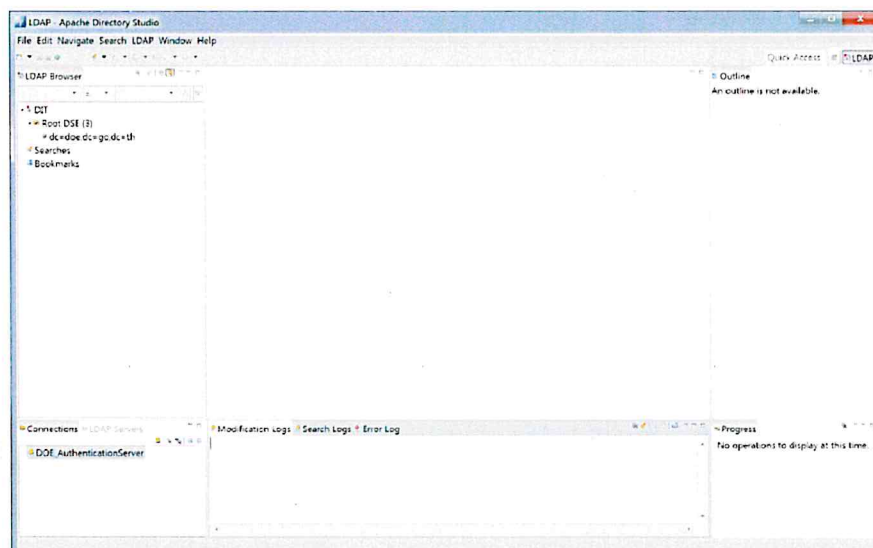 LDAP - Apache Directory Studio
File Edit Navigate Search LDAP Window Help
Quick Access
LDAP
LDAP Browser
DIT
Root DSE (3)
dc=doe,dc=go,dc=th
Searches
Bookmarks
Outline
An outline is not available.
Connections LDAP Servers
DOE_AuthenticationServer
Modification Logs Search Logs Error Log
Progress
No operations to display at this time.